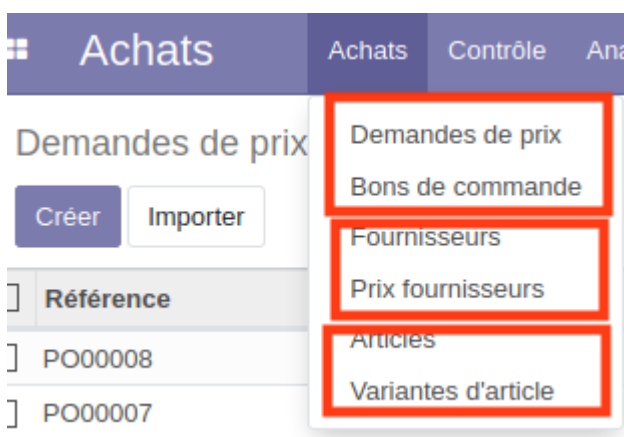 Achats
Achats Contrôle Ana
Demandes de prix
Créer Importer
Référence
PO00008
PO00007
Demandes de prix
Bons de commande
Fournisseurs
Prix fournisseurs
Articles
Variantes d'article